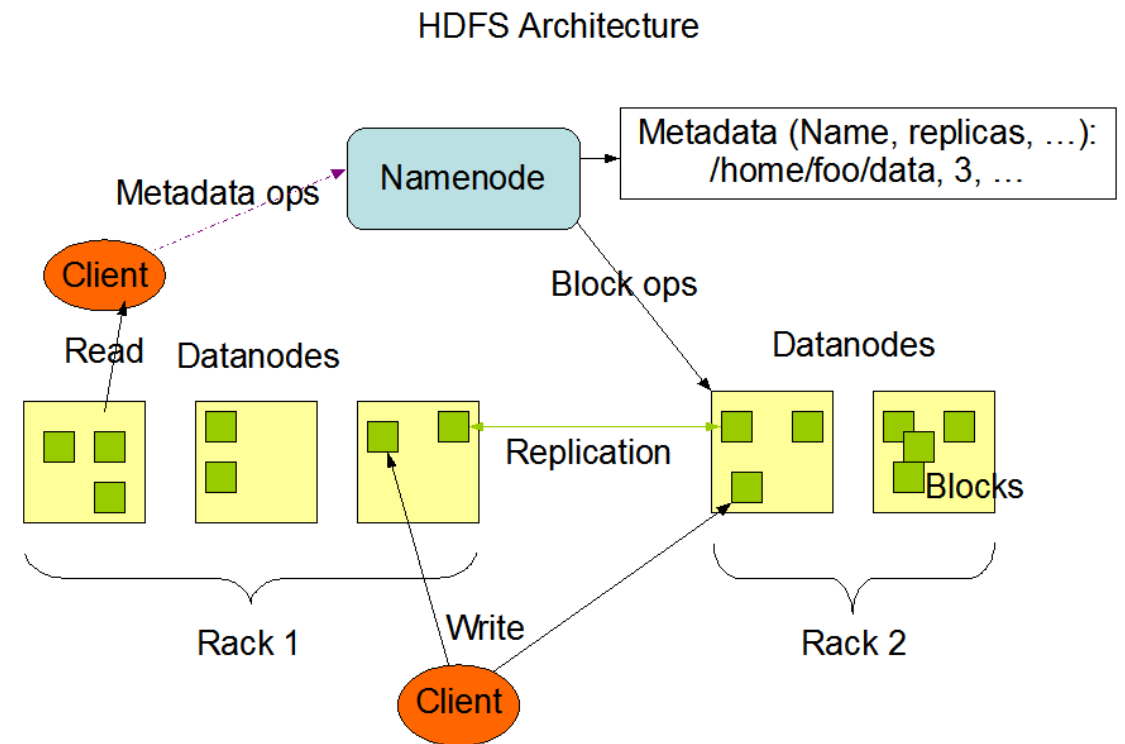 HDFS Architecture
Metadata (Name, replicas, …):
/home/foo/data, 3, …
Namenode
Metadata ops
Client
Block ops
Read
Datanodes
Datanodes
Replication
Blocks
Rack 1
Write
Rack 2
Client